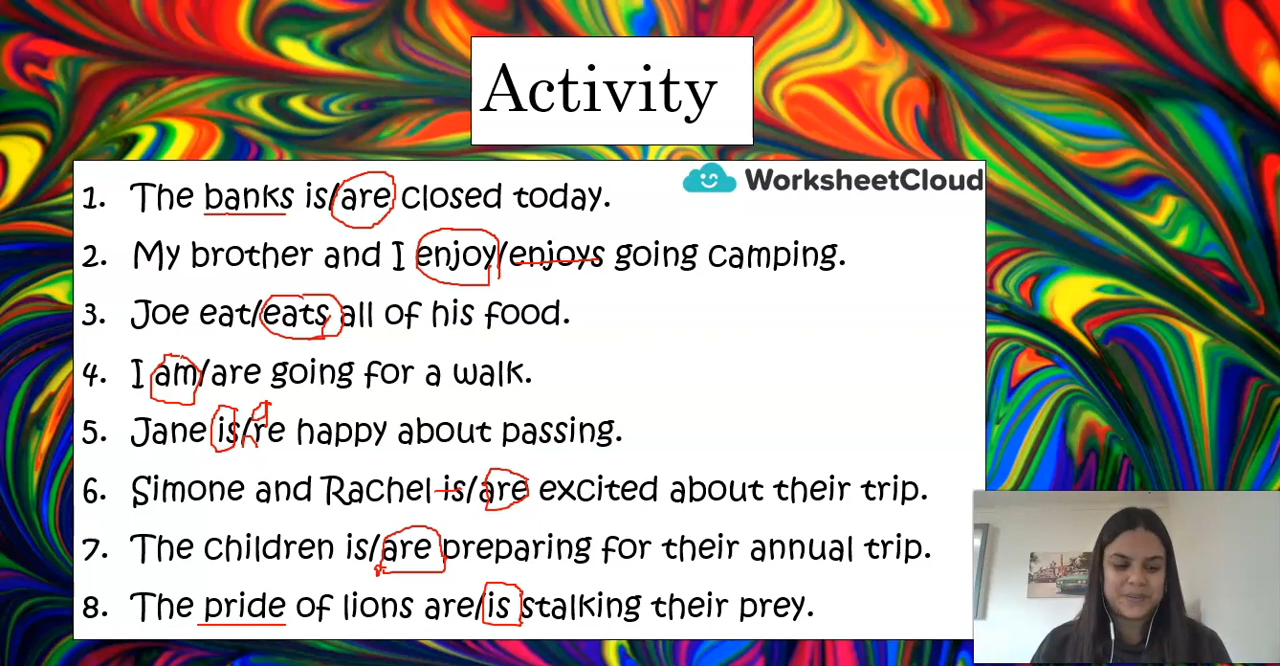 Activity
WorksheetCloud
1. The banks is/are closed today.
2. My brother and I enjoy/enjoys going camping.
3. Joe eat/eats all of his food.
4. I am/are going for a walk.
5. Jane is/re happy about passing.
6. Simone and Rachel is/are excited about their trip.
7. The children is/are preparing for their annual trip.
8. The pride of lions are/is stalking their prey.